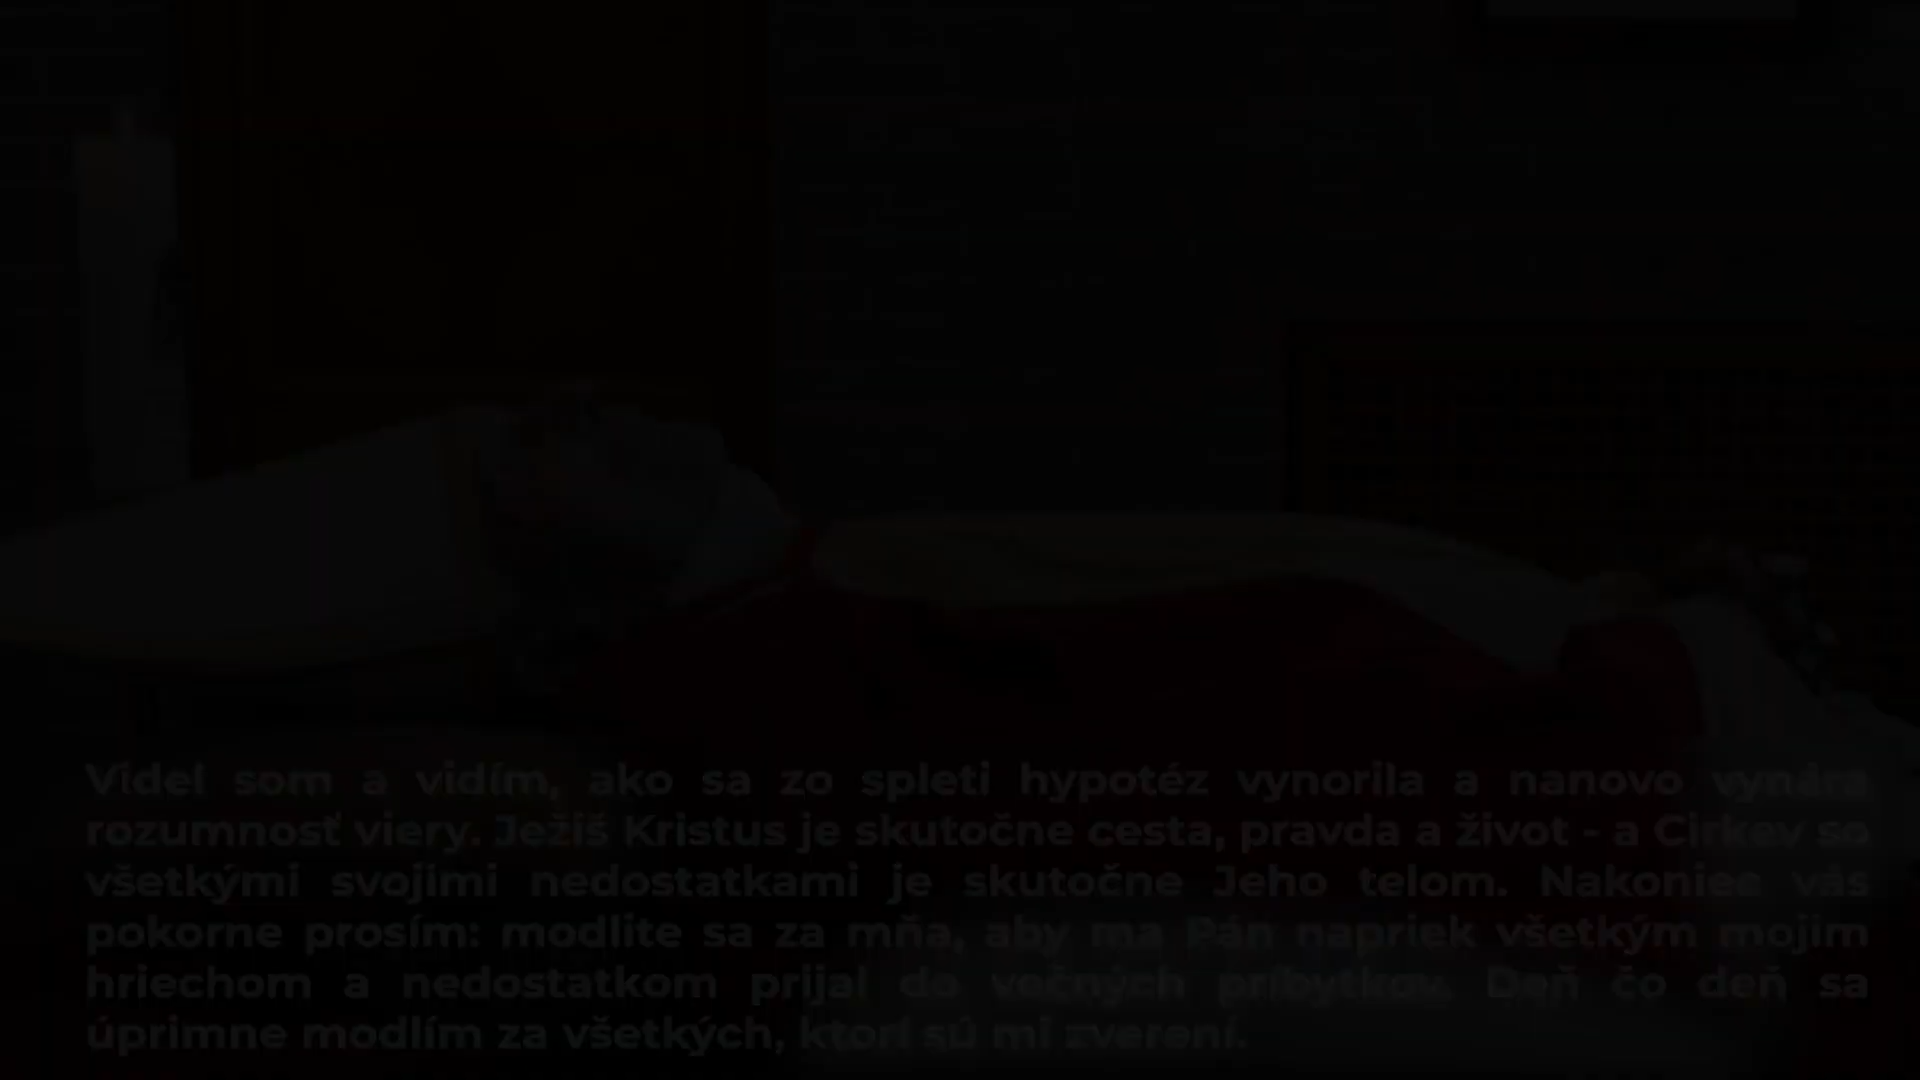 Videl som a vidím, ako sa zo spleti hypotéz vynorila a nanovo vynára
rozumnosť viery. Ježiš Kristus je skutočne cesta, pravda a život - a Cirkev so
všetkými svojimi nedostatkami je skutočne Jeho telom. Nakoniec vás
pokorne prosím: modlite sa za mňa, aby ma Pán napriek všetkým mojim
hriechom a nedostatkom prijal do večných príbytkov. Deň čo deň sa
úprimne modlím za všetkých, ktorí sú mi zverení.